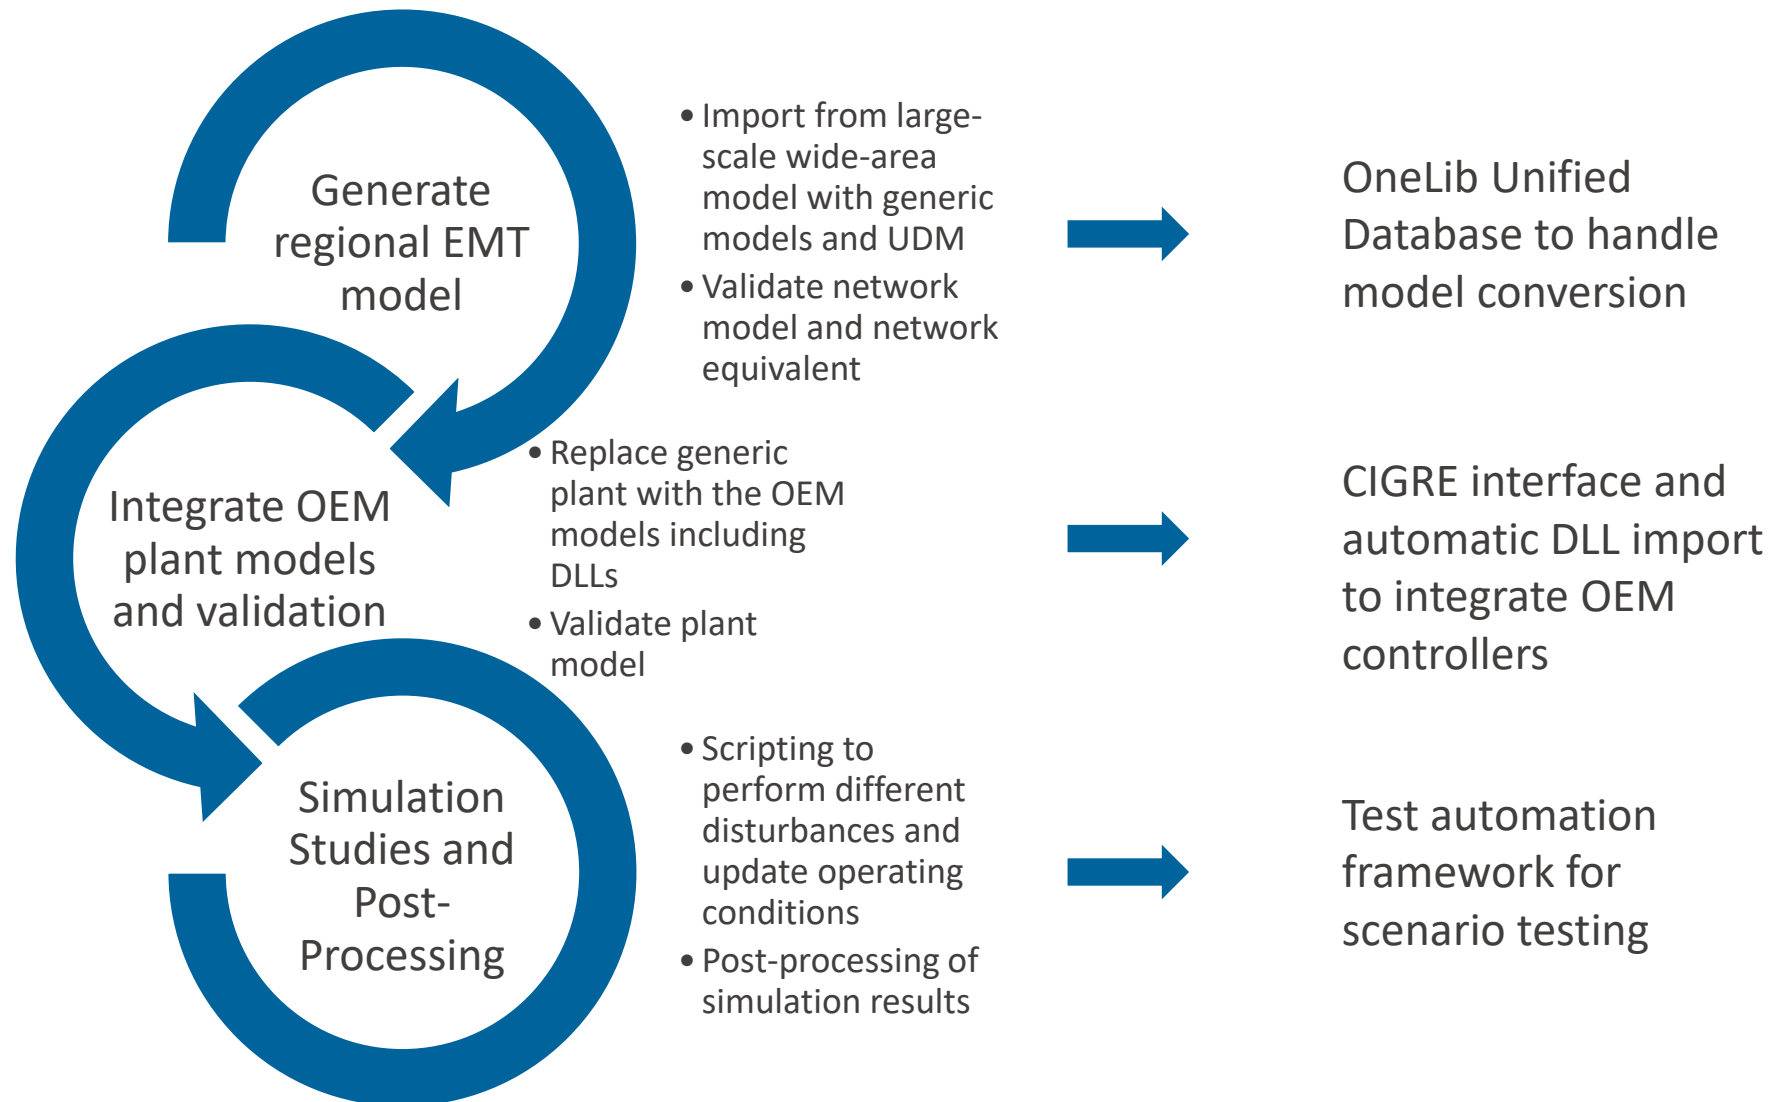 Generate
regional EMT
model
• Import from large-
scale wide-area
model with generic
models and UDM
• Validate network
model and network
equivalent
OneLib Unified
Database to handle
model conversion
Integrate OEM
plant models
and validation
• Replace generic
plant with the OEM
models including
DLLs
• Validate plant
model
CIGRE interface and
automatic DLL import
to integrate OEM
controllers
Simulation
Studies and
Post-
Processing
• Scripting to
perform different
disturbances and
update operating
conditions
• Post-processing of
simulation results
Test automation
framework for
scenario testing